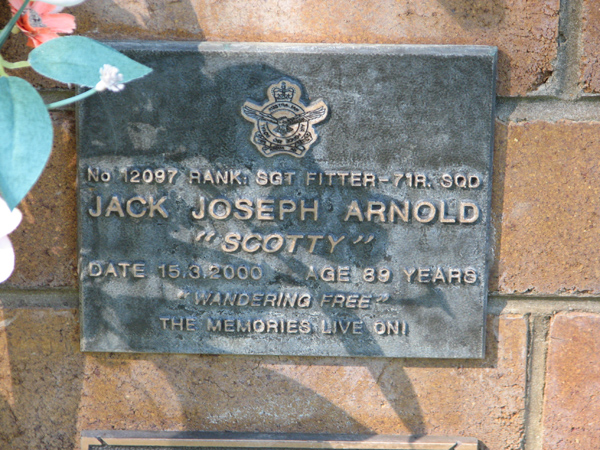 No 12097 RANK: SGT FITTER-71R. SQD
JACK JOSEPH ARNOLD
"SCOTTY"
DATE 15.3.2000 AGE 89 YEARS
"WANDERING FREE"
THE MEMORIES LIVE ON!